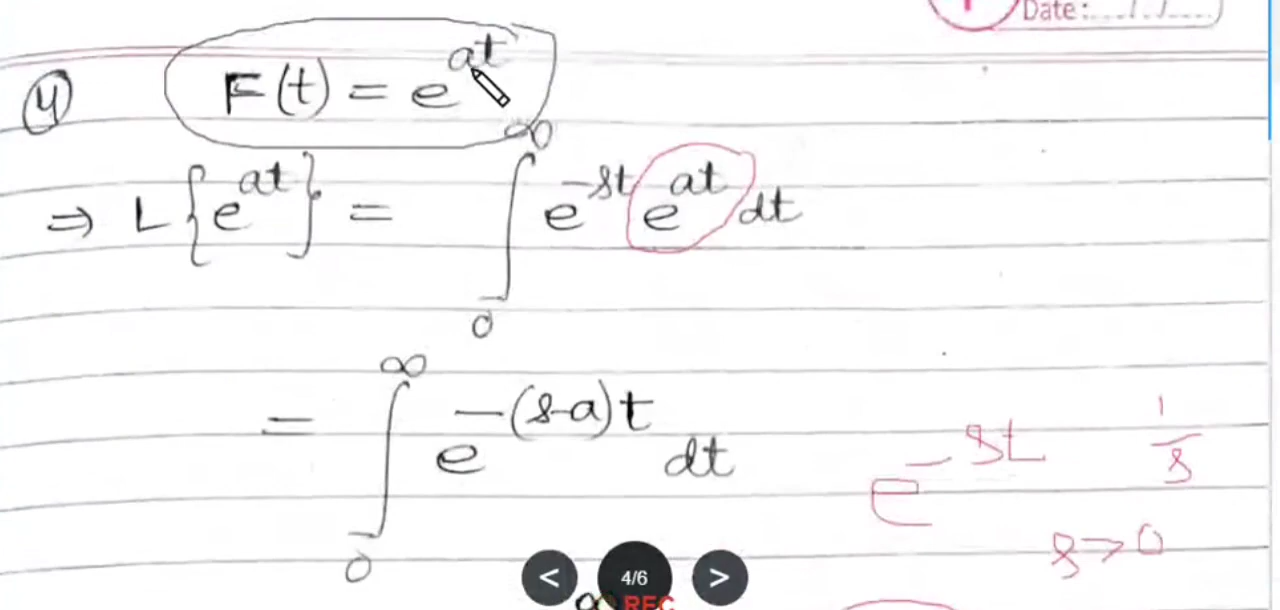 Date:.../.../...
④ F(t) = e^{at}
⇒ L{e^{at}} = ∫_0^∞ e^{-st} e^{at} dt
= ∫_0^∞ e^{-(s-a)t} dt
e^{-st} 1/s
s>0
< 4/6 >
∞ REC